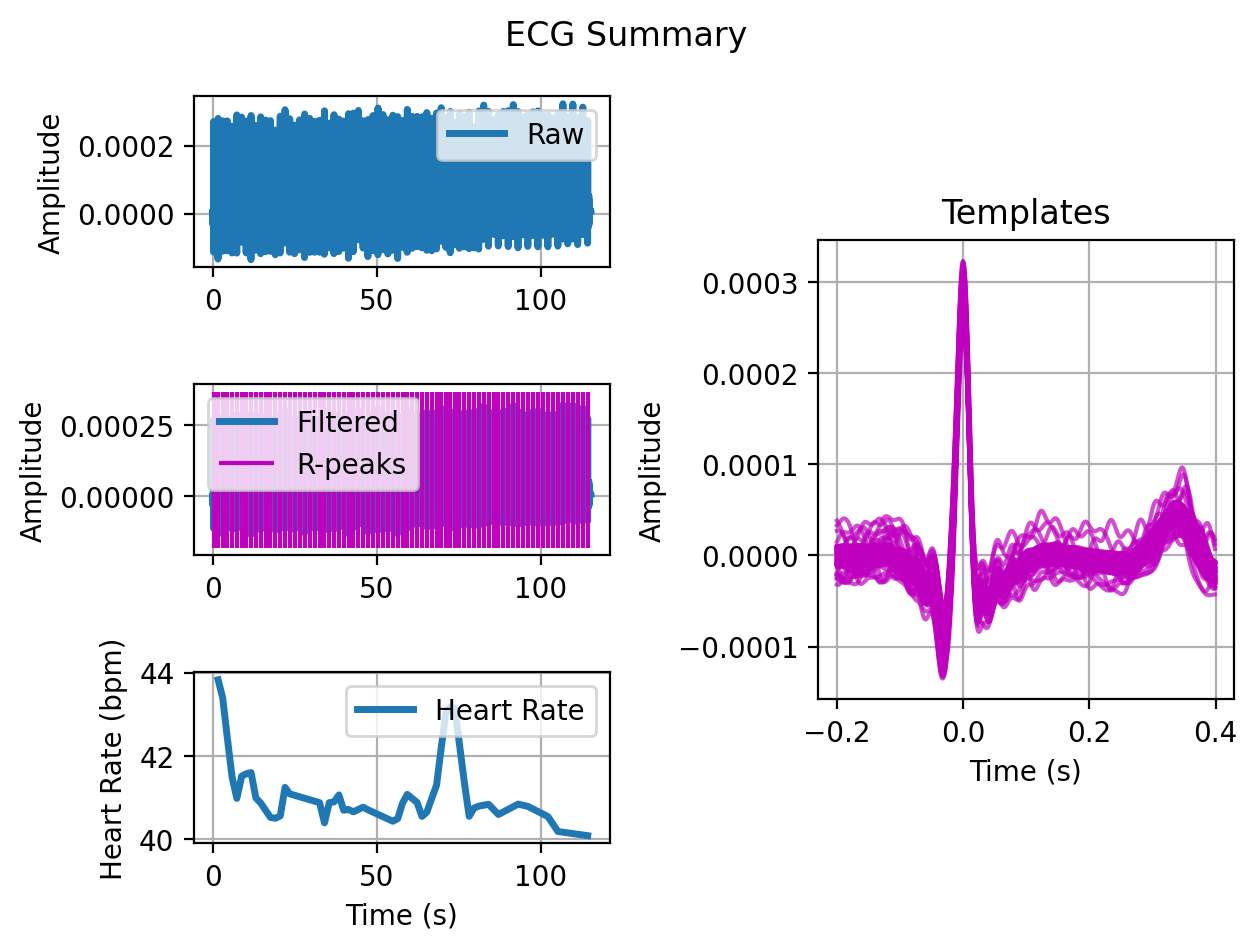 ECG Summary
Amplitude
0.0002
0.0000
Raw
0
50
100
Amplitude
0.00025
0.00000
Filtered
R-peaks
0
50
100
Heart Rate (bpm)
44
42
40
Heart Rate
0
50
100
Time (s)
Templates
Amplitude
0.0003
0.0002
0.0001
0.0000
−0.0001
−0.2
0.0
0.2
0.4
Time (s)